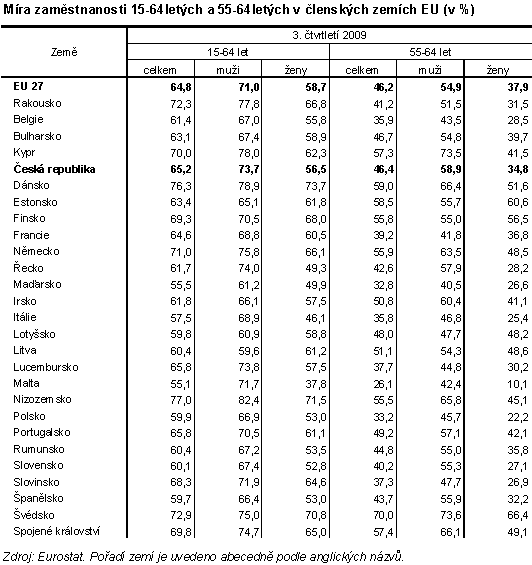 Míra zaměstnanosti 15-64letých a 55-64letých v členských zemích EU (v %)
Země 3. čtvrtletí 2009
15-64 let 55-64 let
celkem muži ženy celkem muži ženy
EU 27 64,8 71,0 58,7 46,2 54,9 37,9
Rakousko 72,3 77,8 66,8 41,2 51,5 31,5
Belgie 61,4 67,0 55,8 35,9 43,5 28,5
Bulharsko 63,1 67,4 58,9 46,7 54,8 39,7
Kypr 70,0 78,0 62,3 57,3 73,5 41,5
Česká republika 65,2 73,7 56,5 46,4 58,9 34,8
Dánsko 76,3 78,9 73,7 59,0 66,4 51,6
Estonsko 63,4 65,1 61,8 58,5 55,7 60,6
Finsko 69,3 70,5 68,0 55,8 55,0 56,5
Francie 64,6 68,8 60,5 39,2 41,8 36,8
Německo 71,0 75,8 66,1 55,9 63,5 48,5
Řecko 61,7 74,0 49,3 42,6 57,9 28,2
Maďarsko 55,5 61,2 49,9 32,8 40,5 26,6
Irsko 61,8 66,1 57,5 50,8 60,4 41,1
Itálie 57,5 68,9 46,1 35,8 46,8 25,4
Lotyšsko 59,8 60,9 58,8 48,0 47,7 48,2
Litva 60,4 59,6 61,2 51,1 54,3 48,6
Lucembursko 65,8 73,8 57,5 37,7 44,8 30,2
Malta 55,1 71,7 37,8 26,1 42,4 10,1
Nizozemsko 77,0 82,4 71,5 55,5 65,8 45,1
Polsko 59,9 66,9 53,0 33,2 45,7 22,2
Portugalsko 65,8 70,5 61,1 49,2 57,1 42,1
Rumunsko 60,4 67,2 53,5 44,8 55,0 35,8
Slovensko 60,1 67,4 52,8 40,2 55,3 27,1
Slovinsko 68,3 71,9 64,6 37,3 47,7 26,9
Španělsko 59,7 66,4 53,0 43,7 55,9 32,2
Švédsko 72,9 75,0 70,8 70,0 73,6 66,4
Spojené království 69,8 74,7 65,0 57,4 66,1 49,1
Zdroj: Eurostat. Pořadí zemí je uvedeno abecedně podle anglických názvů.